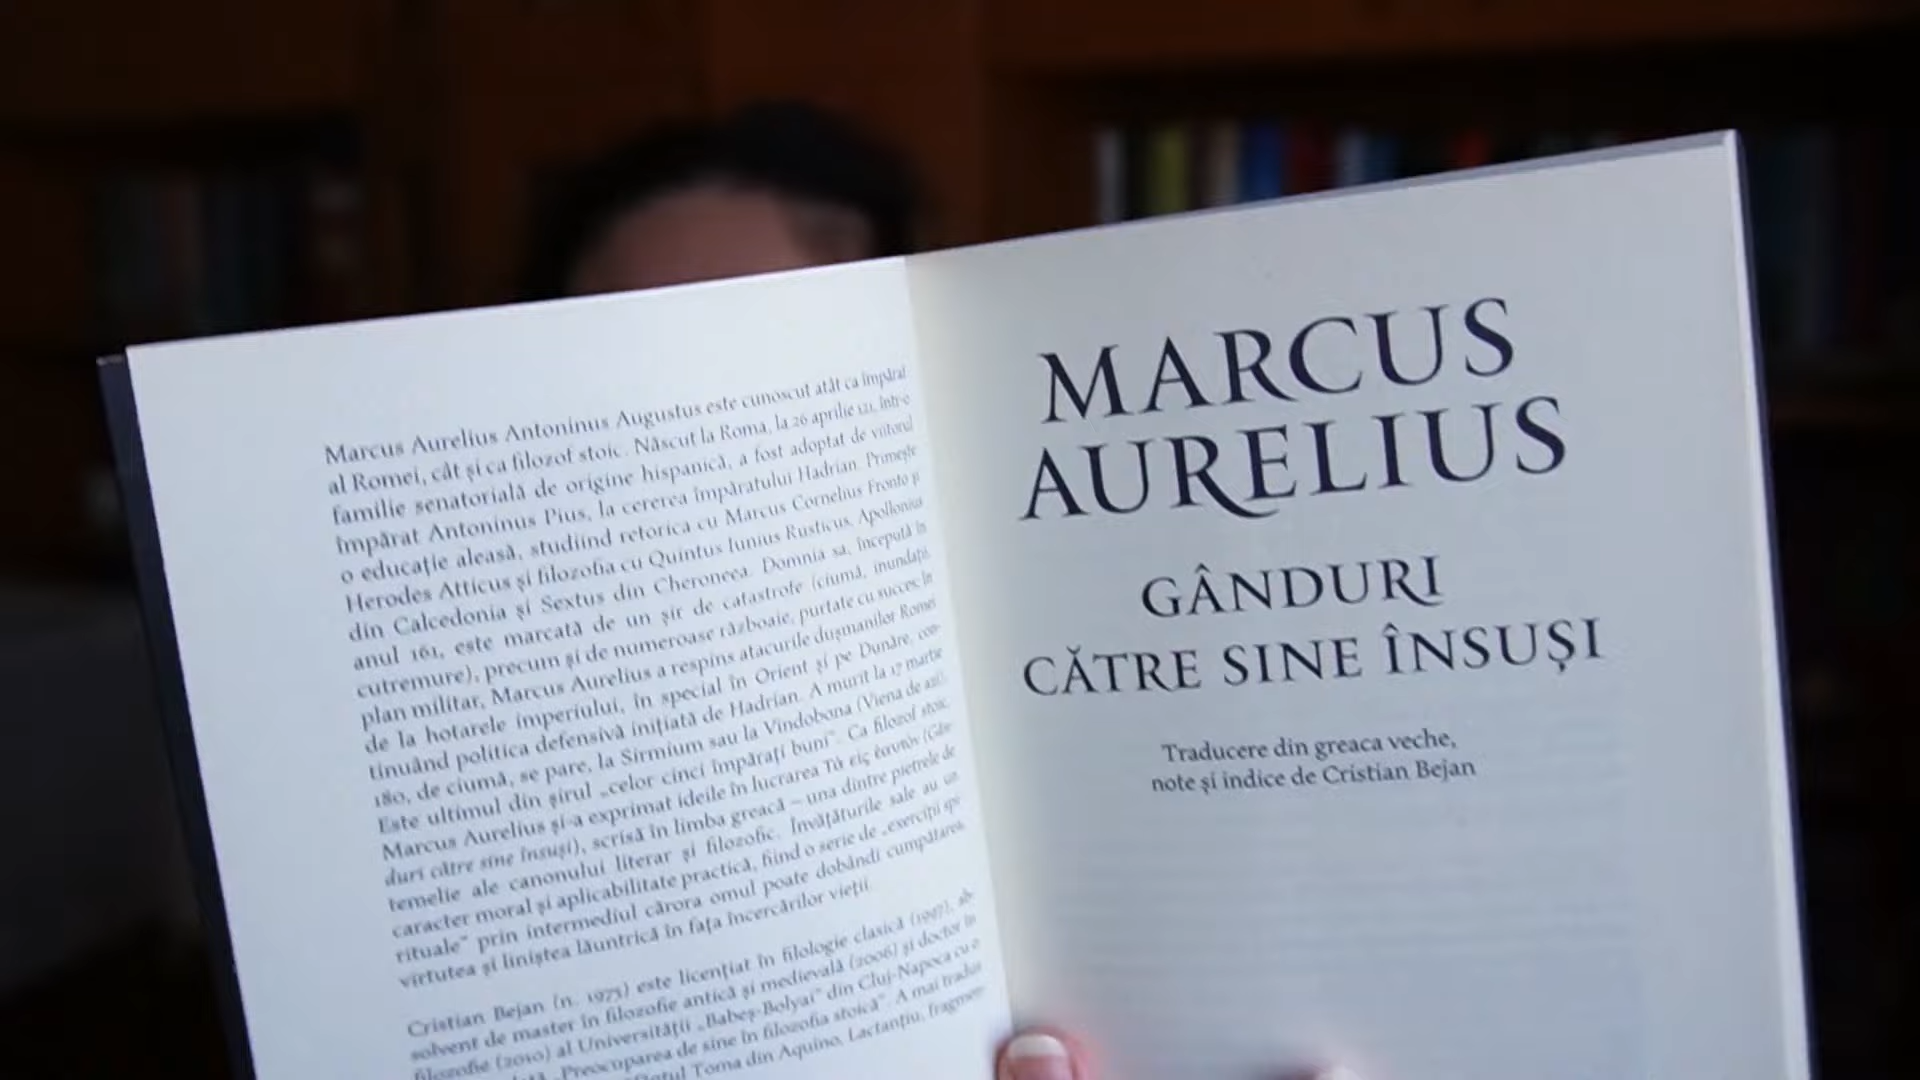 Marcus Aurelius Antoninus Augustus este cunoscut atât ca împărat
al Romei, cât și ca filozof stoic. Născut la Roma, la 26 aprilie 121, într-o
familie senatorială de origine hispanică, a fost adoptat de viitorul
împărat Antoninus Pius, la cererea împăratului Hadrian. Primește
o educație aleasă, studiind retorica cu Marcus Cornelius Fronto și
Herodes Atticus și filozofia cu Quintus Iunius Rusticus, Apollonius
din Calcedonia și Sextus din Cheroneea. Domnia sa, începută în
anul 161, este marcată de un șir de catastrofe (ciumă, inundații,
cutremure), precum și de numeroase războaie, purtate cu succes; în
plan militar, Marcus Aurelius a respins atacurile dușmanilor Romei
de la hotarele imperiului, în special în Orient și pe Dunăre, con-
tinuând politica defensivă inițiată de Hadrian. A murit la 17 martie
180, de ciumă, se pare, la Sirmium sau la Vindobona (Viena de azi).
Este ultimul din șirul „celor cinci împărați buni”. Ca filozof stoic,
Marcus Aurelius și-a exprimat ideile în lucrarea Τὰ εἰς ἑαυτόν (Gân-
duri către sine însuși), scrisă în limba greacă – una dintre pietrele de
temelie ale canonului literar și filozofic. Învățăturile sale au un
caracter moral și aplicabilitate practică, fiind o serie de „exerciții spi-
rituale” prin intermediul cărora omul poate dobândi cumpătarea,
virtutea și liniștea lăuntrică în fața încercărilor vieții.
Cristian Bejan (n. 1975) este licențiat în filologie clasică (1997), ab-
solvent de master în filozofie antică și medievală (2006) și doctor în
filozofie (2010) al Universității „Babeș-Bolyai” din Cluj-Napoca cu o
„Preocuparea de sine în filozofia stoică”. A mai tradus
Toma din Aquino, Lactanțiu, fragmen-
MARCUS
AURELIUS
GÂNDURI
CĂTRE SINE ÎNSUȘI
Traducere din greaca veche,
note și indice de Cristian Bejan